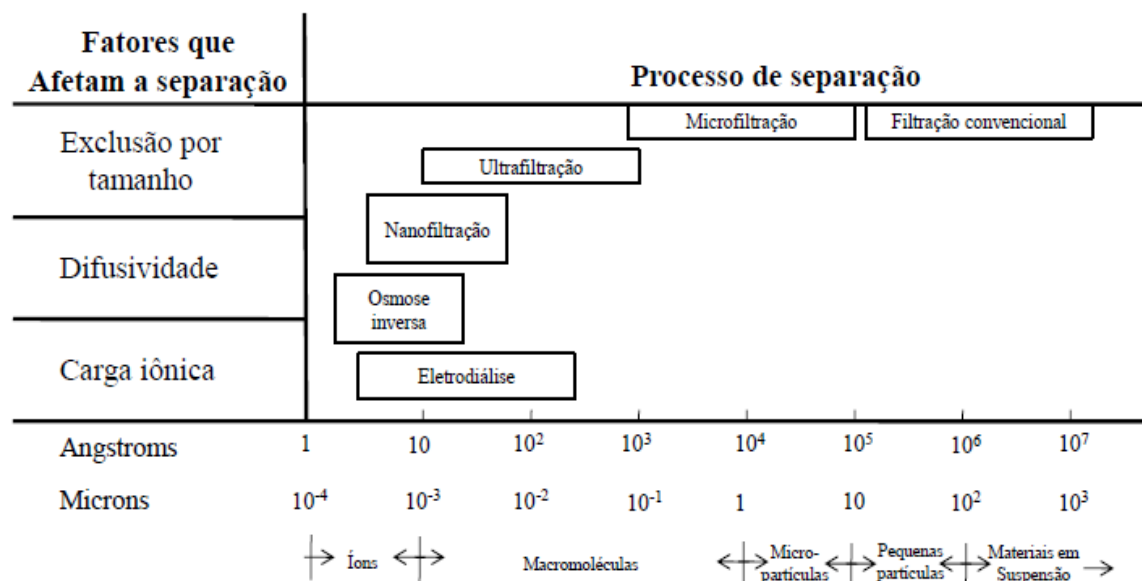 Fatores que
Afetam a separação
Processo de separação
Exclusão por
tamanho
Microfiltração
Filtração convencional
Ultrafiltração
Nanofiltração
Difusividade
Osmose
inversa
Carga iônica
Eletrodiálise
Angstroms 1 10 10² 10³ 10⁴ 10⁵ 10⁶ 10⁷
Microns 10⁻⁴ 10⁻³ 10⁻² 10⁻¹ 1 10 10² 10³
Íons
Macromoléculas
Micro-
partículas
Pequenas
partículas
Materiais em
Suspensão